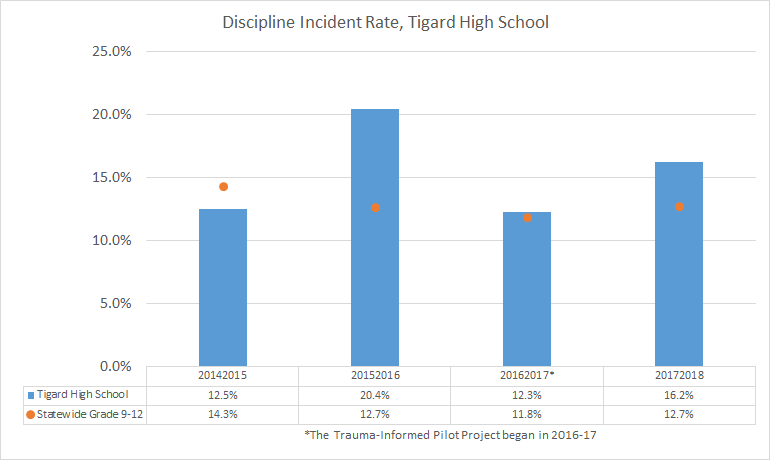 Discipline Incident Rate, Tigard High School
25.0%
20.0%
15.0%
10.0%
5.0%
0.0%
20142015 20152016 20162017* 20172018
Tigard High School 12.5% 20.4% 12.3% 16.2%
Statewide Grade 9-12 14.3% 12.7% 11.8% 12.7%
*The Trauma-Informed Pilot Project began in 2016-17